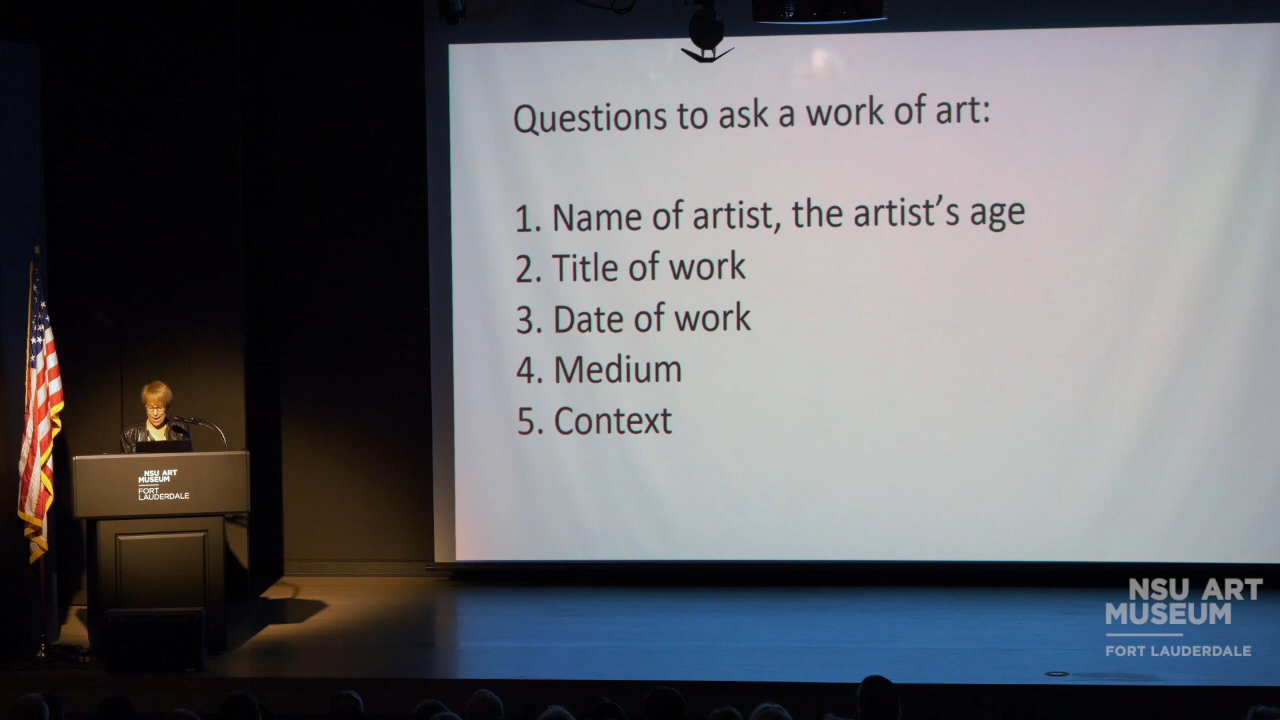 Questions to ask a work of art:
1. Name of artist, the artist’s age
2. Title of work
3. Date of work
4. Medium
5. Context
NSU ART
MUSEUM
FORT
LAUDERDALE
NSU ART
MUSEUM
FORT LAUDERDALE